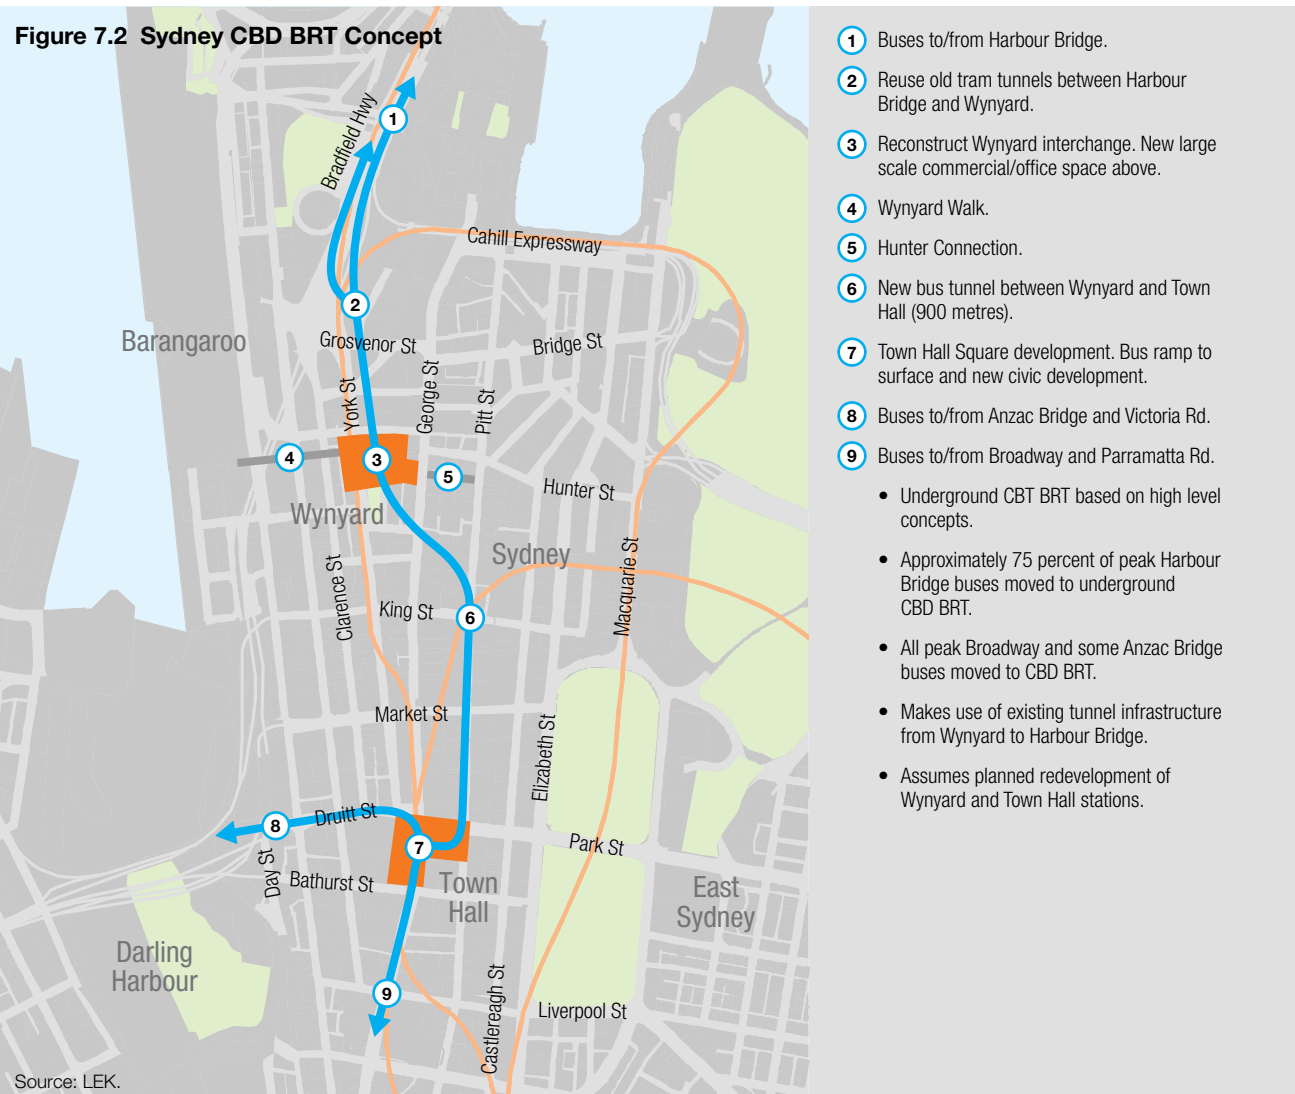 Figure 7.2 Sydney CBD BRT Concept
1
Bradfield Hwy
Cahill Expressway
2
Barangaroo
Grosvenor St
Bridge St
York St
George St
Pitt St
4
3
5
Hunter St
Wynyard
Sydney
Clarence St
King St
6
Macquarie St
Market St
Elizabeth St
8
Druitt St
7
Park St
Day St
Bathurst St
Town
Hall
East
Sydney
Darling
Harbour
9
Castlereagh St
Liverpool St
Source: LEK.
1 Buses to/from Harbour Bridge.
2 Reuse old tram tunnels between Harbour
Bridge and Wynyard.
3 Reconstruct Wynyard interchange. New large
scale commercial/office space above.
4 Wynyard Walk.
5 Hunter Connection.
6 New bus tunnel between Wynyard and Town
Hall (900 metres).
7 Town Hall Square development. Bus ramp to
surface and new civic development.
8 Buses to/from Anzac Bridge and Victoria Rd.
9 Buses to/from Broadway and Parramatta Rd.
• Underground CBT BRT based on high level
concepts.
• Approximately 75 percent of peak Harbour
Bridge buses moved to underground
CBD BRT.
• All peak Broadway and some Anzac Bridge
buses moved to CBD BRT.
• Makes use of existing tunnel infrastructure
from Wynyard to Harbour Bridge.
• Assumes planned redevelopment of
Wynyard and Town Hall stations.